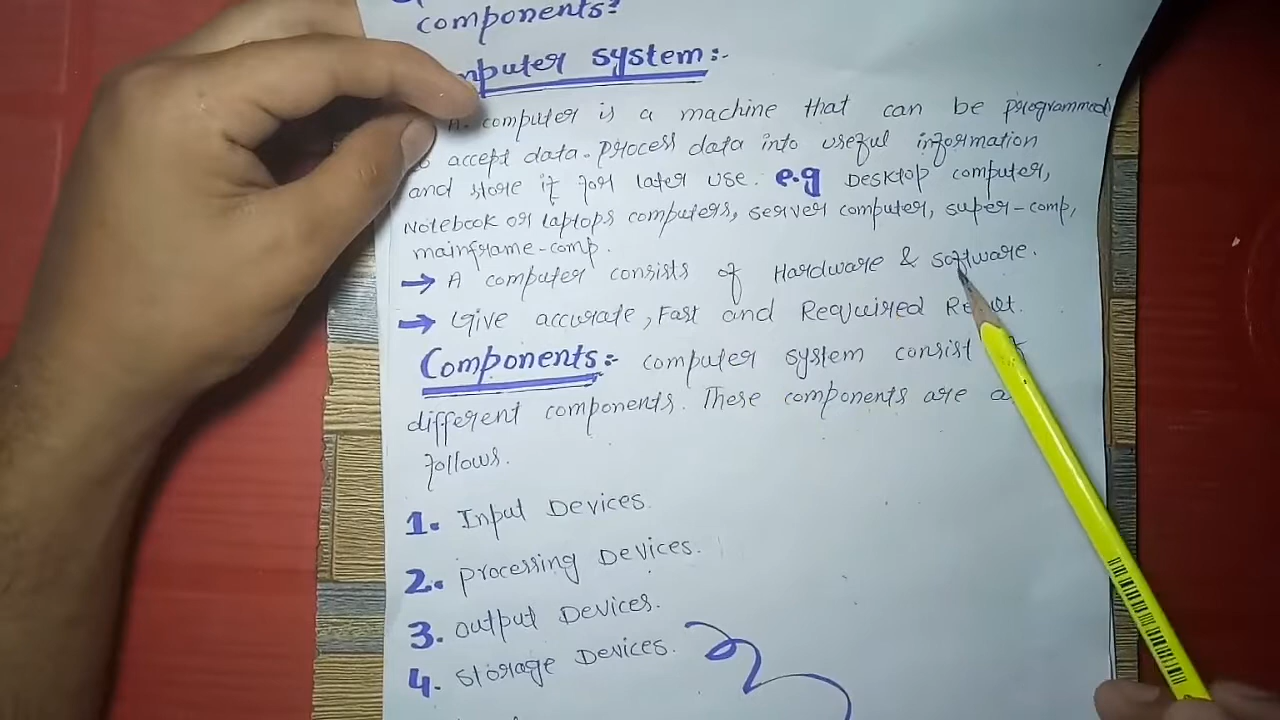 components?
mputer system:-
A computer is a machine that can be programmed
accept data. process data into useful information
and store it for later use. e.g Desktop computer,
Notebook or laptops computers, server computer, super-comp,
mainframe-comp.
→ A computer consists of Hardware & software.
→ Give accurate, Fast and Requuired
Components:- computer system consist
different components. These components are
follows.
1. Input Devices.
2. processing Devices.
3. output Devices.
4. storage Devices.